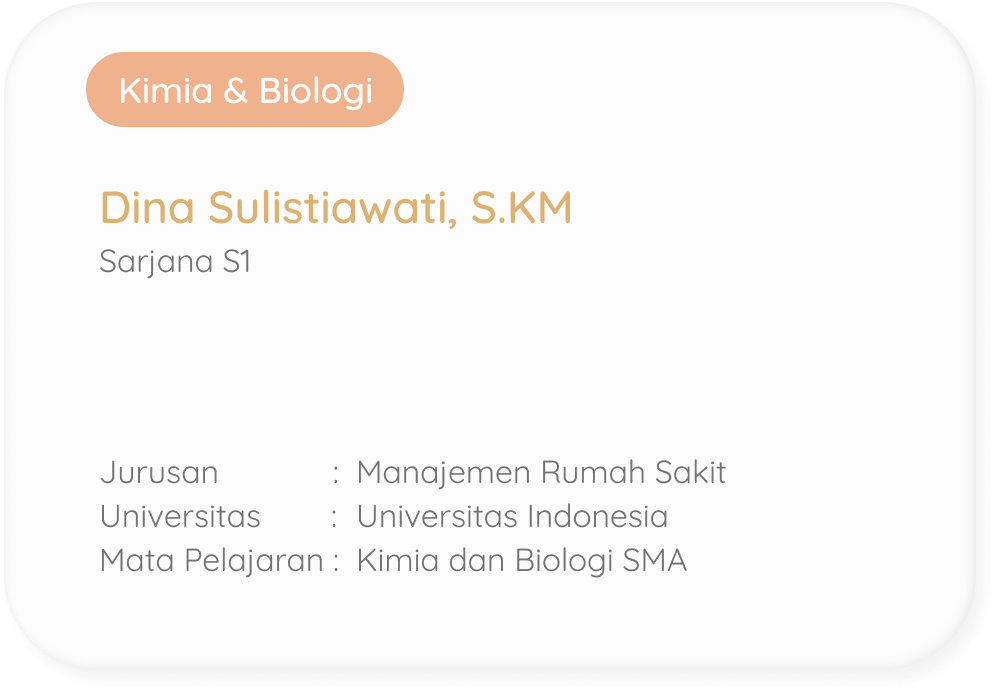 Kimia & Biologi
Dina Sulistiawati, S.KM
Sarjana S1
Jurusan : Manajemen Rumah Sakit
Universitas : Universitas Indonesia
Mata Pelajaran : Kimia dan Biologi SMA